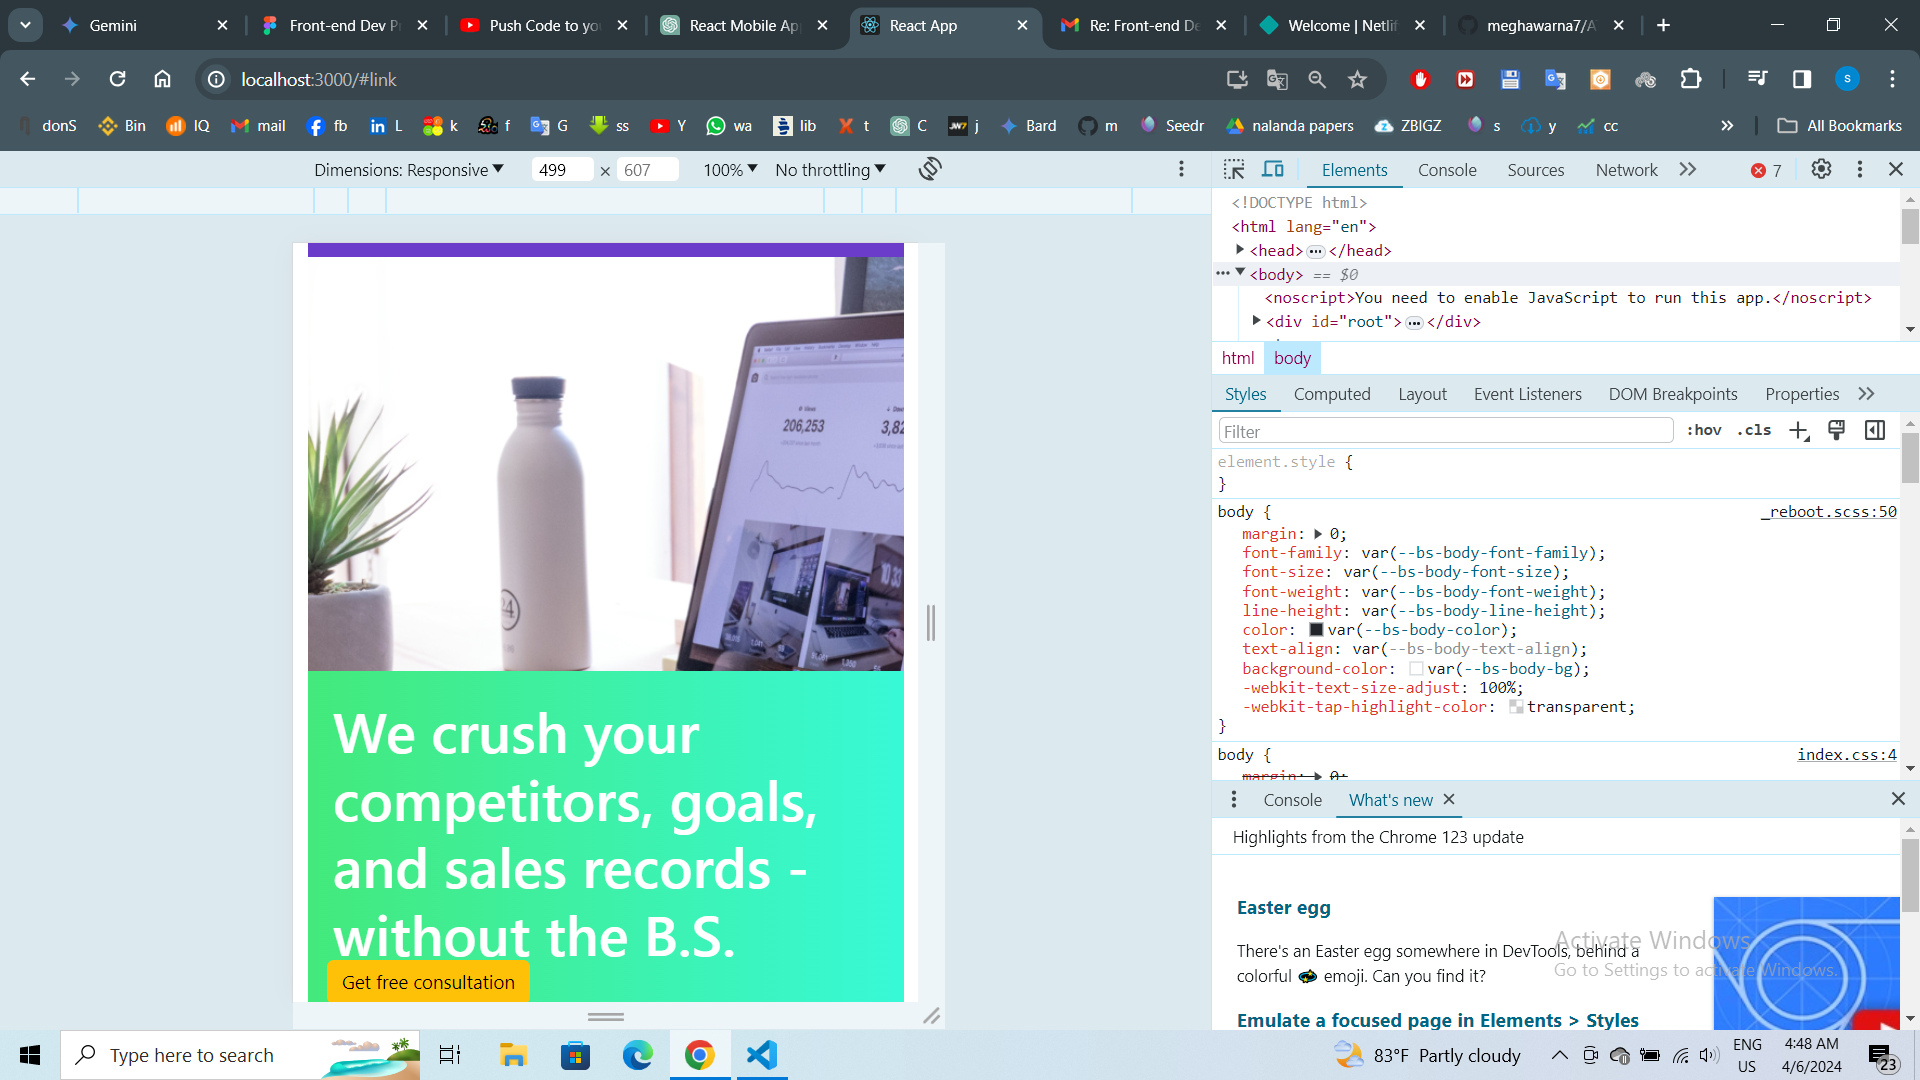 Gemini
Front-end Dev Pr
Push Code to yo
React Mobile Ap
React App
Re: Front-end De
Welcome | Netlif
meghawarna7/A
localhost:3000/#link
donS
Bin
IQ
mail
fb
L
k
f
G
ss
Y
wa
lib
t
C
j
Bard
m
Seedr
nalanda papers
ZBIGZ
s
y
cc
All Bookmarks
Dimensions: Responsive
499 × 607
100%
No throttling
206,253
We crush your
competitors, goals,
and sales records -
without the B.S.
Get free consultation
Elements
Console
Sources
Network
7
<!DOCTYPE html>
<html lang="en">
<head>…</head>
<body> == $0
<noscript>You need to enable JavaScript to run this app.</noscript>
<div id="root">…</div>
html body
Styles
Computed
Layout
Event Listeners
DOM Breakpoints
Properties
Filter
:hov .cls
element.style {
}
body {
_reboot.scss:50
margin: 0;
font-family: var(--bs-body-font-family);
font-size: var(--bs-body-font-size);
font-weight: var(--bs-body-font-weight);
line-height: var(--bs-body-line-height);
color: var(--bs-body-color);
text-align: var(--bs-body-text-align);
background-color: var(--bs-body-bg);
-webkit-text-size-adjust: 100%;
-webkit-tap-highlight-color: transparent;
}
body {
index.css:4
margin: 0;
Console
What's new
Highlights from the Chrome 123 update
Easter egg
There's an Easter egg somewhere in DevTools, behind a
colorful emoji. Can you find it?
Emulate a focused page in Elements > Styles
Activate Windows
Go to Settings to activate Windows.
Type here to search
83°F Partly cloudy
ENG
US
4:48 AM
4/6/2024
23